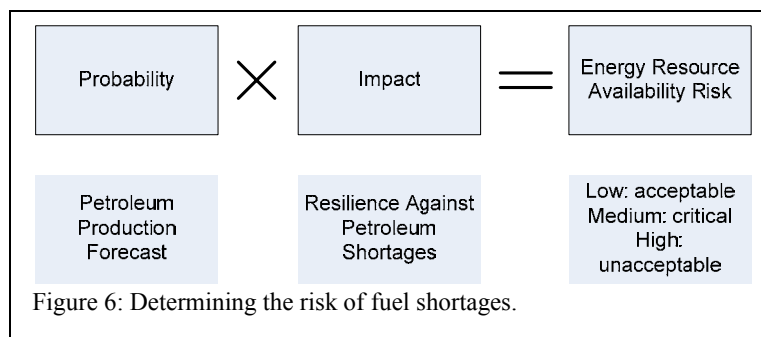 Probability
Impact
Energy Resource
Availability Risk
Petroleum
Production
Forecast
Resilience Against
Petroleum
Shortages
Low: acceptable
Medium: critical
High:
unacceptable
Figure 6: Determining the risk of fuel shortages.